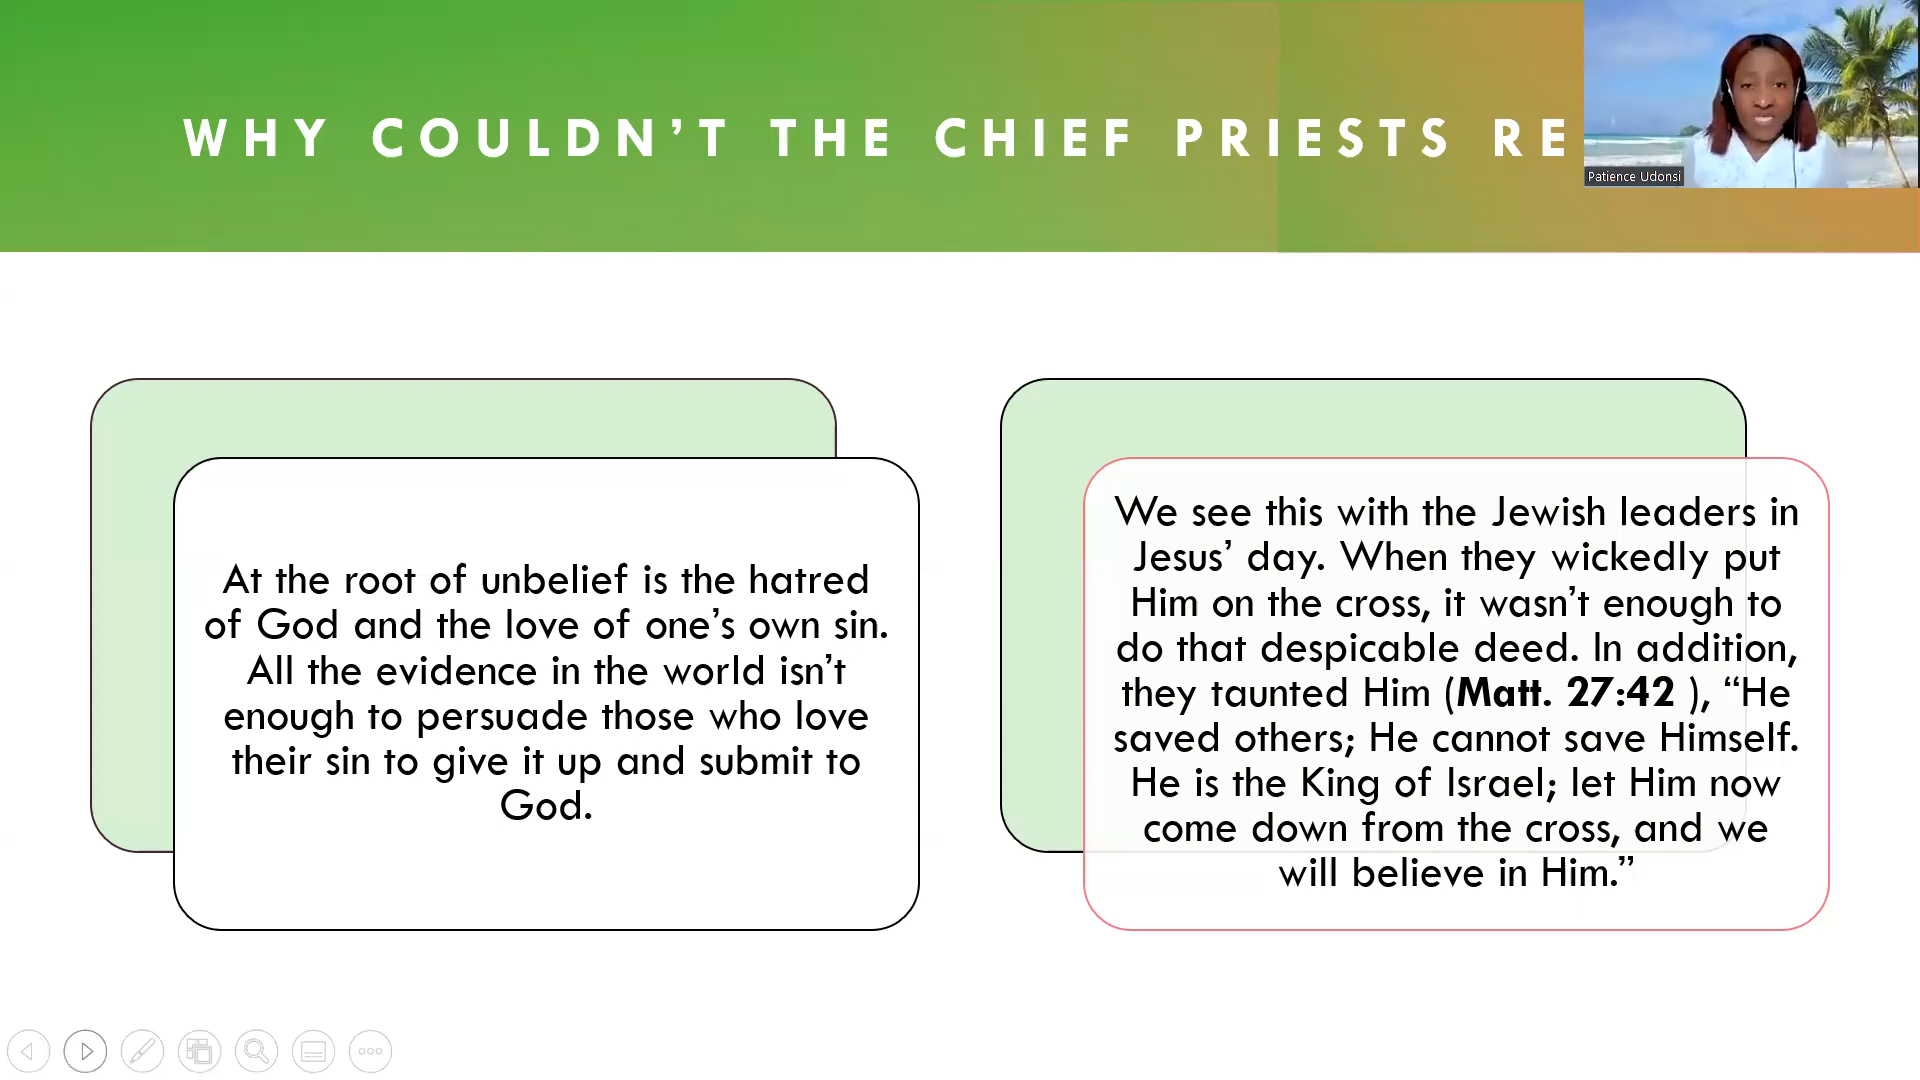 WHY COULDN’T THE CHIEF PRIESTS RE
Patience Udonsi
At the root of unbelief is the hatred
of God and the love of one’s own sin.
All the evidence in the world isn’t
enough to persuade those who love
their sin to give it up and submit to
God.
We see this with the Jewish leaders in
Jesus’ day. When they wickedly put
Him on the cross, it wasn’t enough to
do that despicable deed. In addition,
they taunted Him (Matt. 27:42 ), “He
saved others; He cannot save Himself.
He is the King of Israel; let Him now
come down from the cross, and we
will believe in Him.”